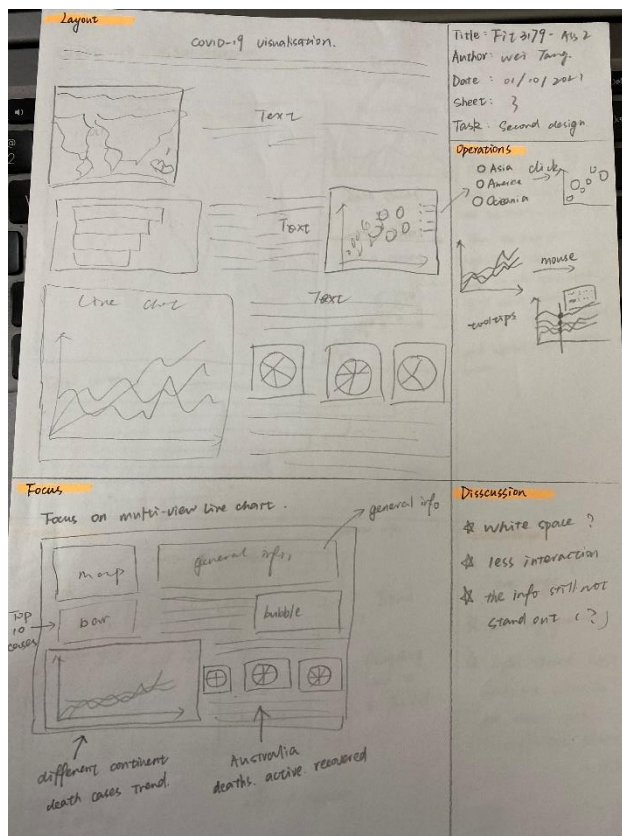 Layout
COVID-19 visualisation.
Text
Text
Text
Line chart
Title: Fit3179-Ass2
Author: Wei Tang.
Date: 01/10/2021
Sheet: 3
Task: Second design
Operations
Asia
America
Oceania
click
mouse
tooltips
Focus
Focus on multi-view Line chart.
general info
map
general info,
Top
10
cases
bar
bubble
different continent
death cases Trend.
Australia
deaths. active. recovered
Disscussion
☆ White space?
☆ less interaction
☆ the info still not
stand out (?)